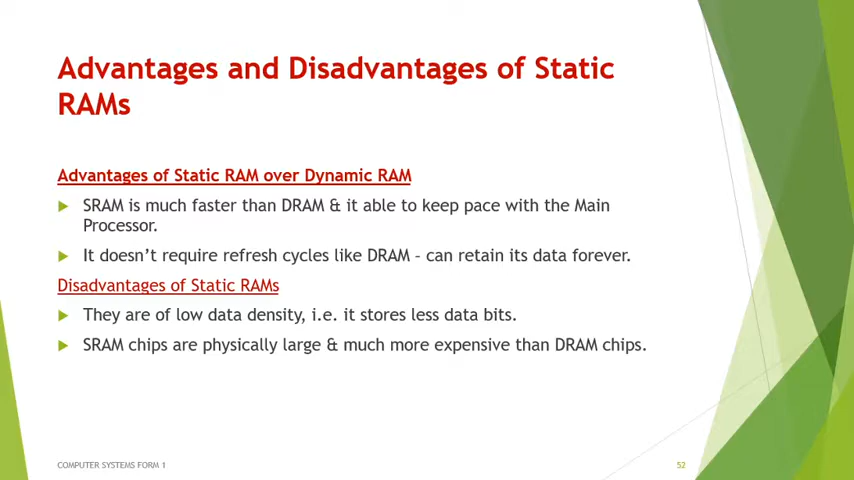 Advantages and Disadvantages of Static
RAMs
Advantages of Static RAM over Dynamic RAM
SRAM is much faster than DRAM & it able to keep pace with the Main
Processor.
It doesn’t require refresh cycles like DRAM – can retain its data forever.
Disadvantages of Static RAMs
They are of low data density, i.e. it stores less data bits.
SRAM chips are physically large & much more expensive than DRAM chips.
COMPUTER SYSTEMS FORM 1
52